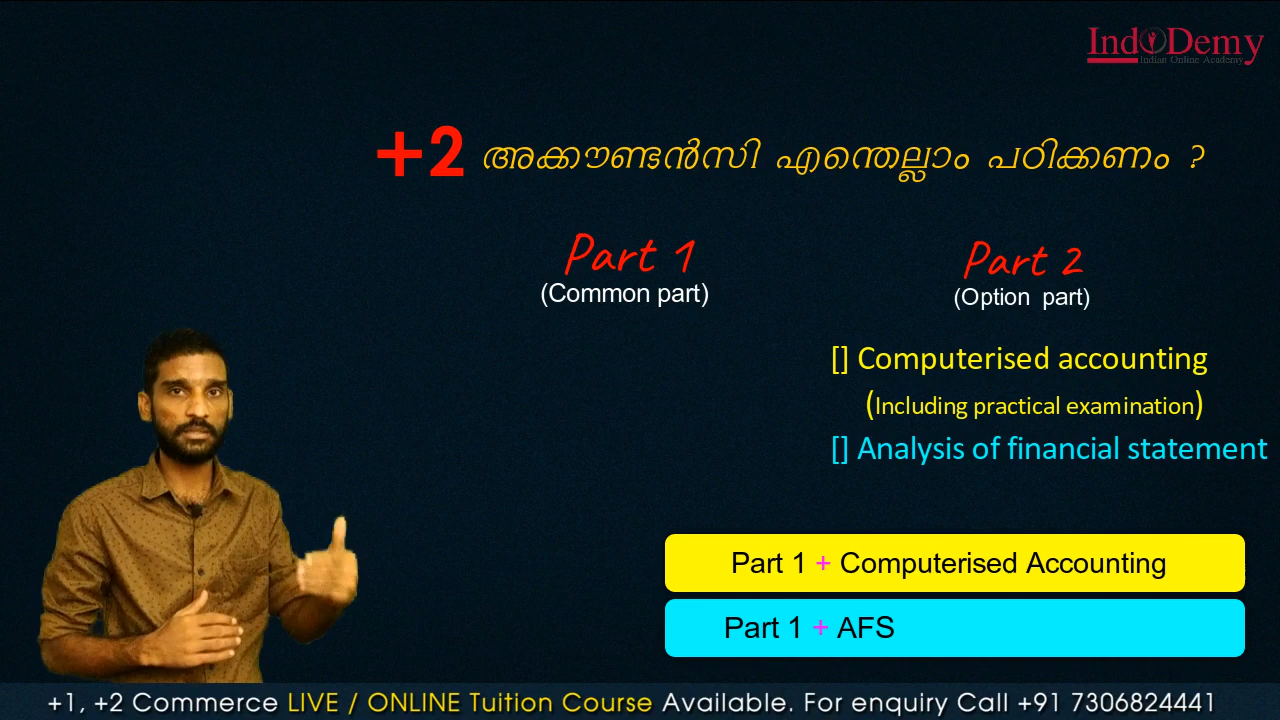 IndoDemy
Indian Online Academy
+2 അക്കൗണ്ടൻസി എന്തെല്ലാം പഠിക്കണം ?
Part 1
(Common part)
Part 2
(Option part)
[] Computerised accounting
(Including practical examination)
[] Analysis of financial statement
Part 1 + Computerised Accounting
Part 1 + AFS
+1, +2 Commerce LIVE / ONLINE Tuition Course Available. For enquiry Call +91 7306824441